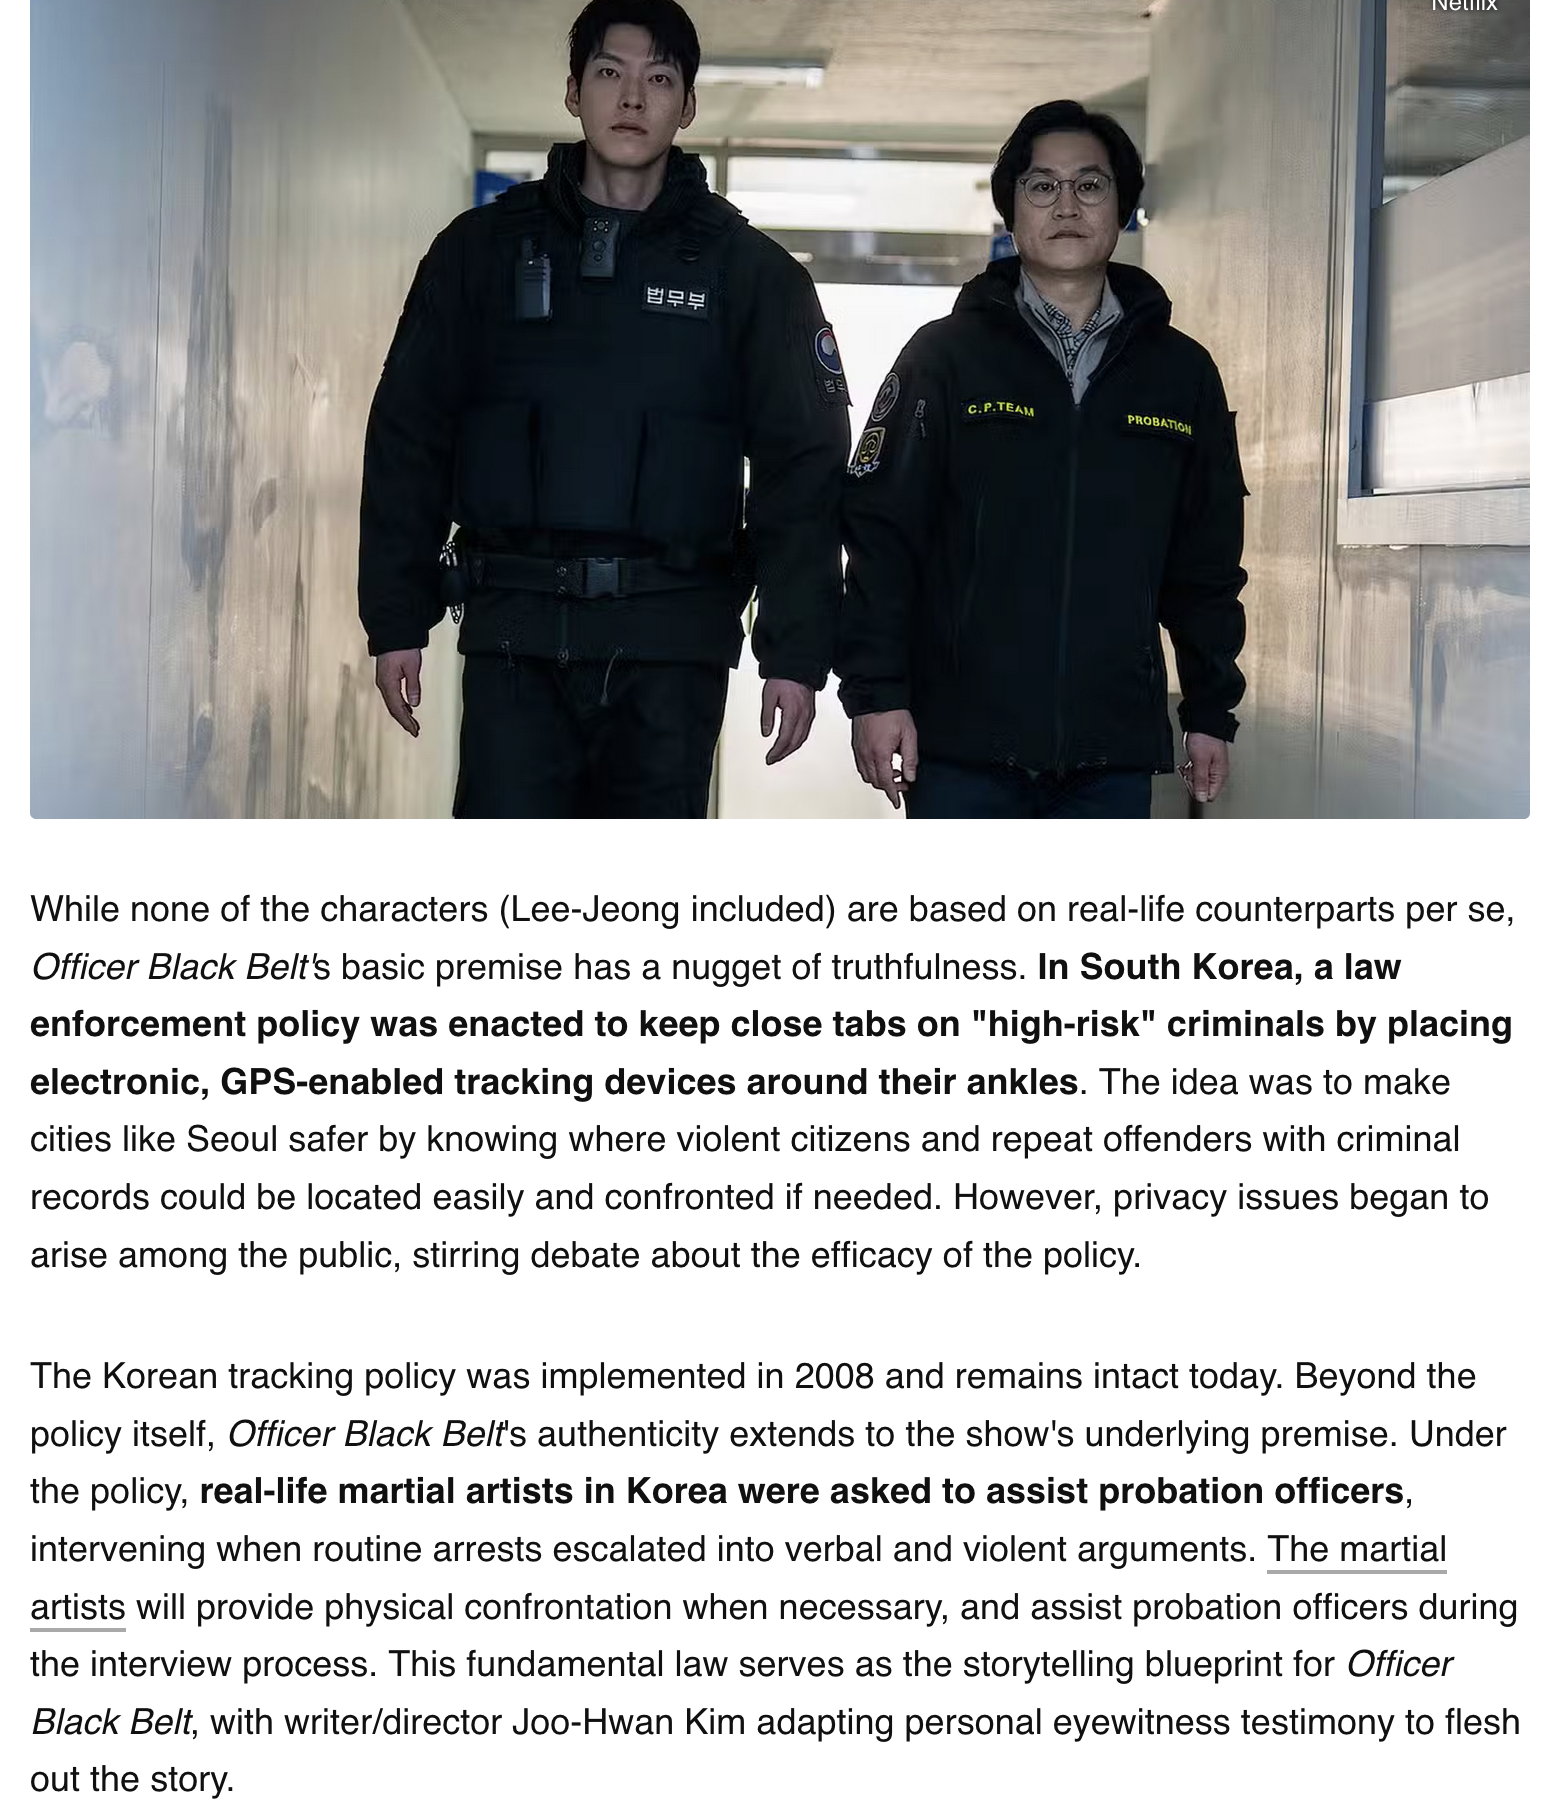 Netflix
법무부
법무
C.P.TEAM
PROBATION
While none of the characters (Lee-Jeong included) are based on real-life counterparts per se,
Officer Black Belt's basic premise has a nugget of truthfulness. In South Korea, a law
enforcement policy was enacted to keep close tabs on "high-risk" criminals by placing
electronic, GPS-enabled tracking devices around their ankles. The idea was to make
cities like Seoul safer by knowing where violent citizens and repeat offenders with criminal
records could be located easily and confronted if needed. However, privacy issues began to
arise among the public, stirring debate about the efficacy of the policy.
The Korean tracking policy was implemented in 2008 and remains intact today. Beyond the
policy itself, Officer Black Belt's authenticity extends to the show's underlying premise. Under
the policy, real-life martial artists in Korea were asked to assist probation officers,
intervening when routine arrests escalated into verbal and violent arguments. The martial
artists will provide physical confrontation when necessary, and assist probation officers during
the interview process. This fundamental law serves as the storytelling blueprint for Officer
Black Belt, with writer/director Joo-Hwan Kim adapting personal eyewitness testimony to flesh
out the story.